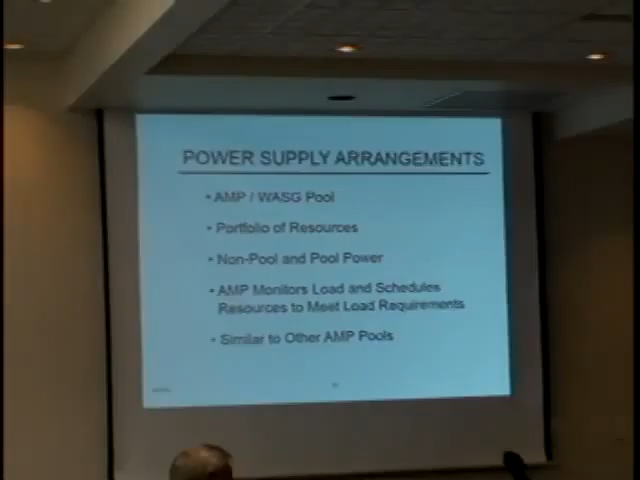 POWER SUPPLY ARRANGEMENTS
• AMP / WASG Pool
• Portfolio of Resources
• Non-Pool and Pool Power
• AMP Monitors Load and Schedules
Resources to Meet Load Requirements
• Similar to Other AMP Pools